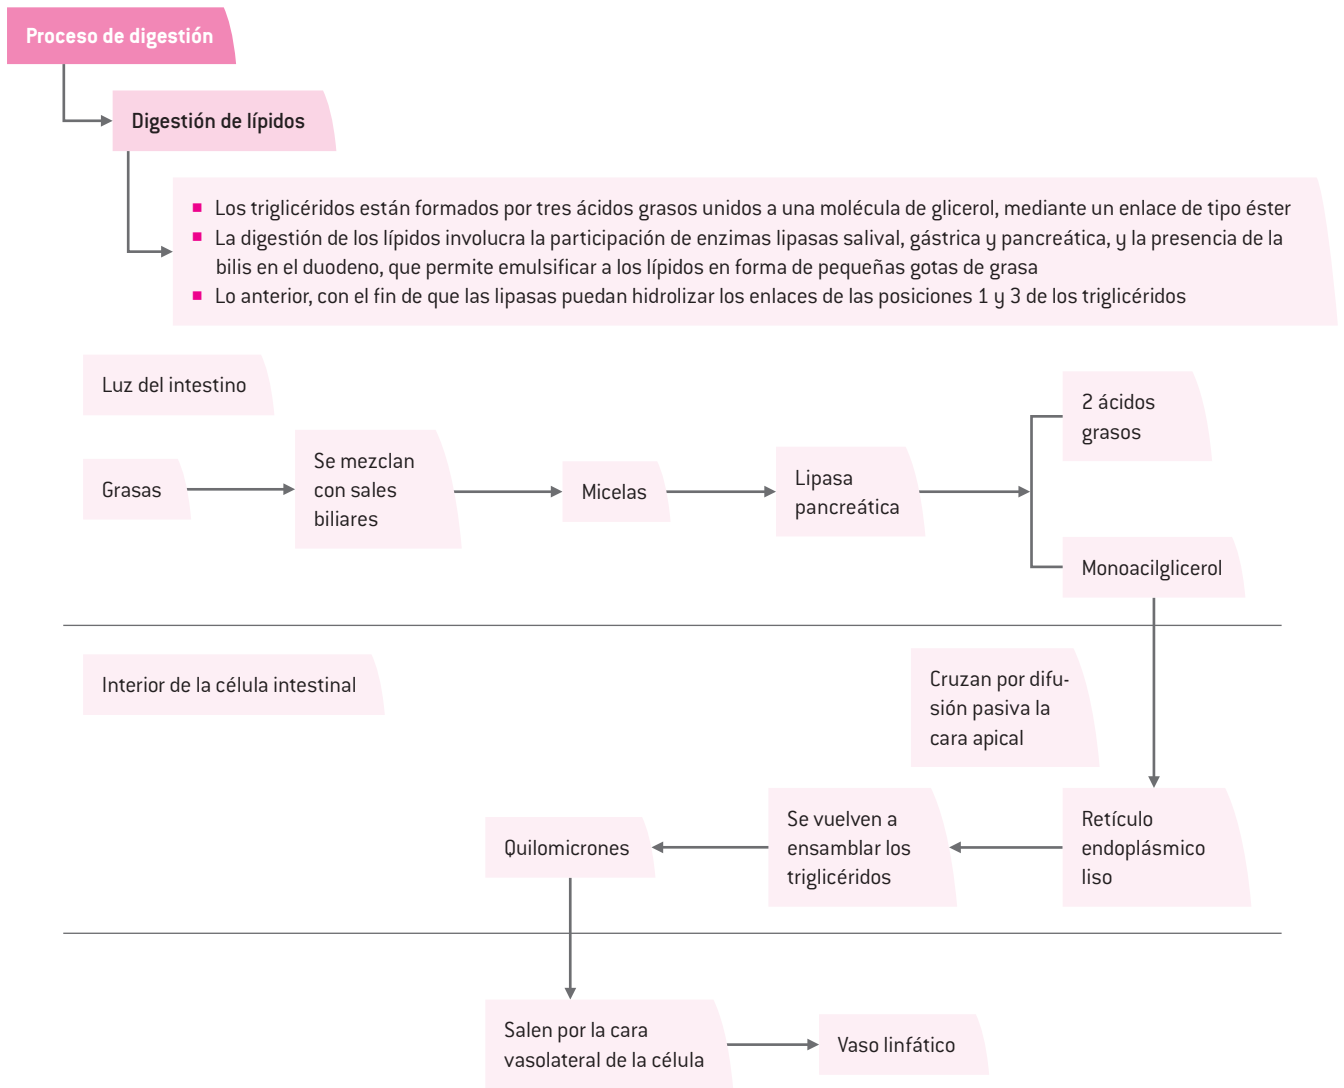 Proceso de digestión
Digestión de lípidos
Los triglicéridos están formados por tres ácidos grasos unidos a una molécula de glicerol, mediante un enlace de tipo éster
La digestión de los lípidos involucra la participación de enzimas lipasas salival, gástrica y pancreática, y la presencia de la
bilis en el duodeno, que permite emulsificar a los lípidos en forma de pequeñas gotas de grasa
Lo anterior, con el fin de que las lipasas puedan hidrolizar los enlaces de las posiciones 1 y 3 de los triglicéridos
Luz del intestino
Grasas
Se mezclan
con sales
biliares
Micelas
Lipasa
pancreática
2 ácidos
grasos
Monoacilglicerol
Interior de la célula intestinal
Cruzan por difu-
sión pasiva la
cara apical
Retículo
endoplásmico
liso
Se vuelven a
ensamblar los
triglicéridos
Quilomicrones
Salen por la cara
vasolateral de la célula
Vaso linfático